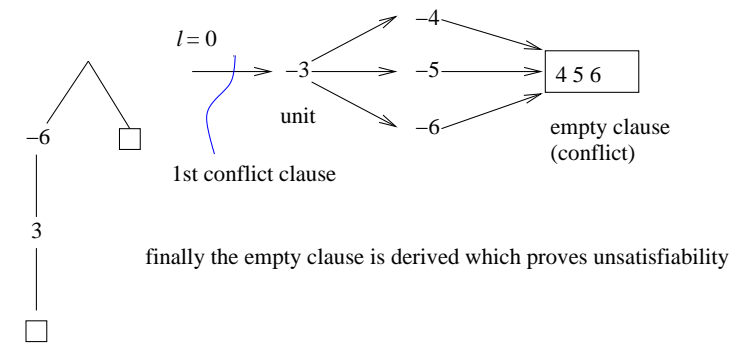 –4
l = 0
–3
–5
4 5 6
–6
unit
–6
empty clause
(conflict)
1st conflict clause
3
finally the empty clause is derived which proves unsatisfiability